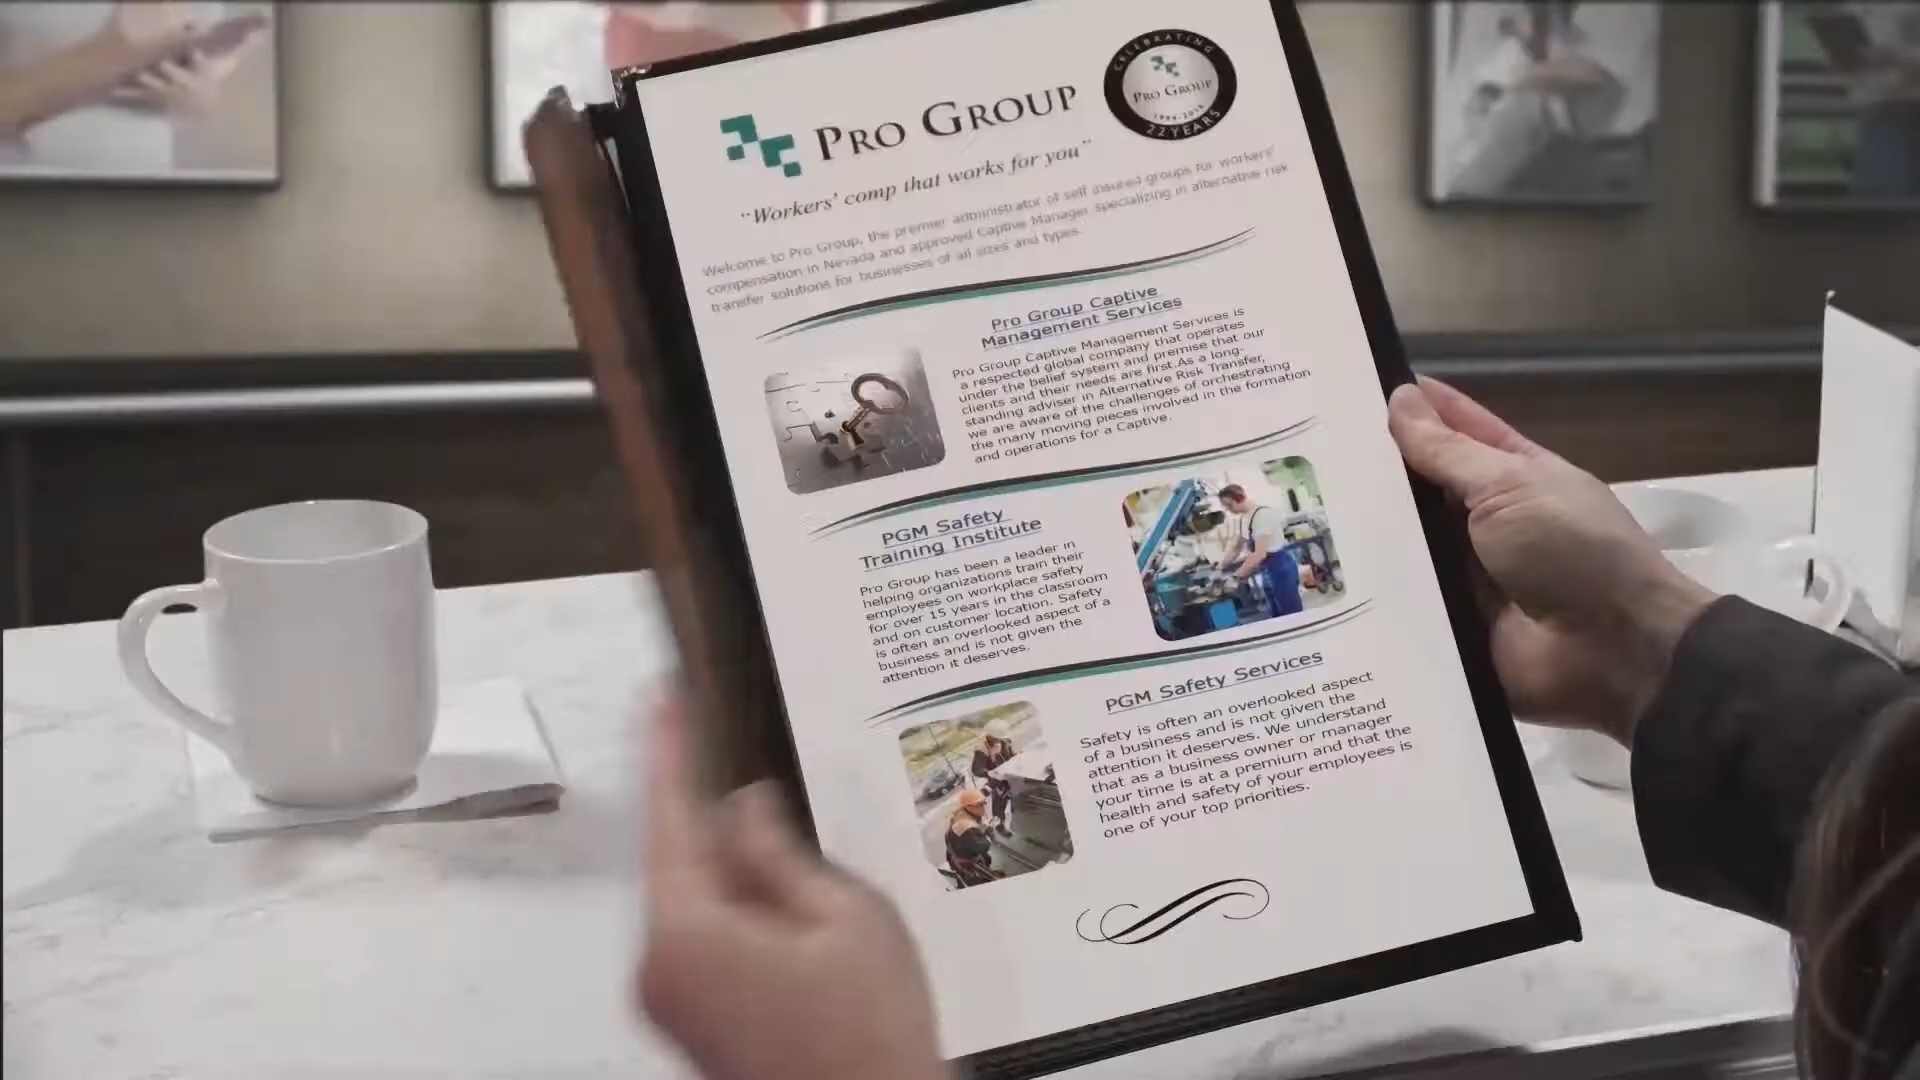 PRO GROUP
CELEBRATING
PRO GROUP
22 YEARS
"Workers' comp that works for you"
Welcome to Pro Group, the premier administrator of self insured groups for workers'
compensation in Nevada and approved Captive Manager specializing in alternative risk
transfer solutions for businesses of all sizes and types.
Pro Group Captive
Management Services
Pro Group Captive Management Services is
a respected global company that operates
under the belief system and premise that our
clients and their needs are first.As a long-
standing adviser in Alternative Risk Transfer,
we are aware of the challenges of orchestrating
the many moving pieces involved in the formation
and operations for a Captive.
PGM Safety
Training Institute
Pro Group has been a leader in
helping organizations train their
employees on workplace safety
for over 15 years in the classroom
and on customer location. Safety
is often an overlooked aspect of a
business and is not given the
attention it deserves.
PGM Safety Services
Safety is often an overlooked aspect
of a business and is not given the
attention it deserves. We understand
that as a business owner or manager
your time is at a premium and that the
health and safety of your employees is
one of your top priorities.